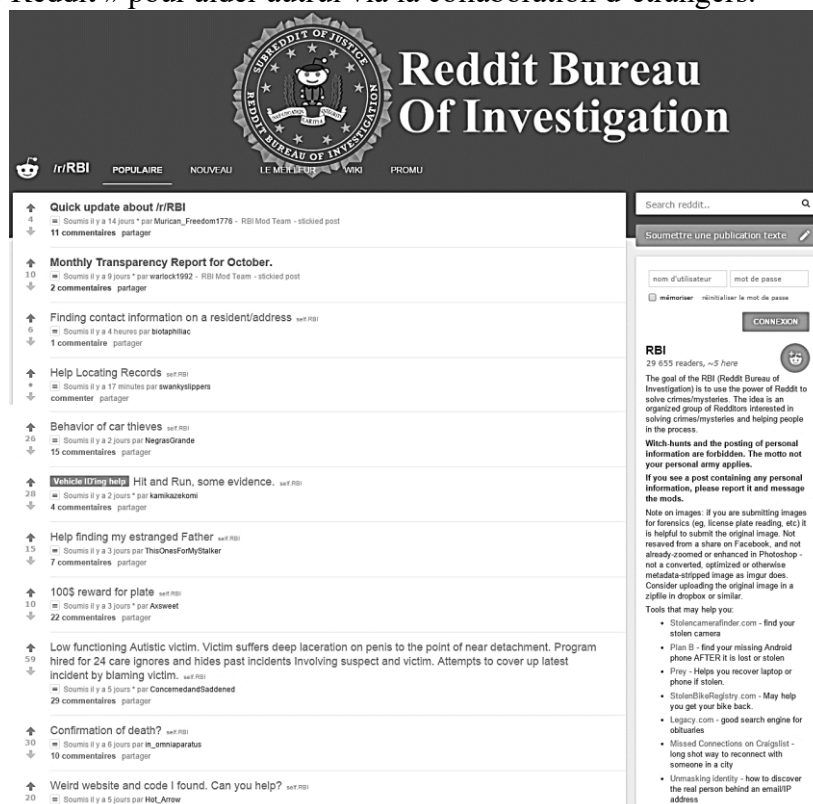 Reddit » pour aider autrui via la collaboration d'étrangers.
SUBREDDIT OF JUSTICE
REDDIT BUREAU OF INVESTIGATION
Reddit Bureau
Of Investigation
/r/RBI POPULAIRE NOUVEAU LE MEILLEUR WIKI PROMU
Quick update about /r/RBI
4
Soumis il y a 14 jours * par Murican_Freedom1776 - RBI Mod Team - stickied post
11 commentaires partager
Monthly Transparency Report for October.
10
Soumis il y a 9 jours * par warlock1992 - RBI Mod Team - stickied post
2 commentaires partager
Finding contact information on a resident/address self.RBI
6
Soumis il y a 4 heures par biotaphiliac
1 commentaire partager
Help Locating Records self.RBI
•
Soumis il y a 17 minutes par swankyslippers
commenter partager
Behavior of car thieves self.RBI
26
Soumis il y a 2 jours par NegrasGrande
15 commentaires partager
Vehicle ID'ing help Hit and Run, some evidence. self.RBI
28
Soumis il y a 2 jours * par kamikazekomi
4 commentaires partager
Help finding my estranged Father self.RBI
15
Soumis il y a 3 jours par ThisOnesForMyStalker
7 commentaires partager
100$ reward for plate self.RBI
10
Soumis il y a 3 jours * par Axsweet
22 commentaires partager
Low functioning Autistic victim. Victim suffers deep laceration on penis to the point of near detachment. Program
hired for 24 care ignores and hides past incidents Involving suspect and victim. Attempts to cover up latest
incident by blaming victim. self.RBI
59
Soumis il y a 5 jours * par ConcernedandSaddened
29 commentaires partager
Confirmation of death? self.RBI
30
Soumis il y a 6 jours par in_omniaparatus
10 commentaires partager
Weird website and code I found. Can you help? self.RBI
20
Soumis il y a 5 jours par Hot_Arrow
Search reddit..
Soumettre une publication texte
nom d'utilisateur mot de passe
mémoriser réinitialiser le mot de passe
CONNEXION
RBI
29 655 readers, ~5 here
The goal of the RBI (Reddit Bureau of
Investigation) is to use the power of Reddit to
solve crimes/mysteries. The idea is an
organized group of Redditors interested in
solving crimes/mysteries and helping people
in the process.
Witch-hunts and the posting of personal
information are forbidden. The motto not
your personal army applies.
If you see a post containing any personal
information, please report it and message
the mods.
Note on images: if you are submitting images
for forensics (eg, license plate reading, etc) it
is helpful to submit the original image. Not
resaved from a share on Facebook, and not
already-zoomed or enhanced in Photoshop -
not a converted, optimized or otherwise
metadata-stripped image as imgur does.
Consider uploading the original image in a
zipfile in dropbox or similar.
Tools that may help you:
• Stolencamerafinder.com - find your
stolen camera
• Plan B - find your missing Android
phone AFTER it is lost or stolen
• Prey - Helps you recover laptop or
phone if stolen.
• StolenBikeRegistry.com - May help
you get your bike back.
• Legacy.com - good search engine for
obituaries
• Missed Connections on Craigslist -
long shot way to reconnect with
someone in a city
• Unmasking identity - how to discover
the real person behind an email/IP
address